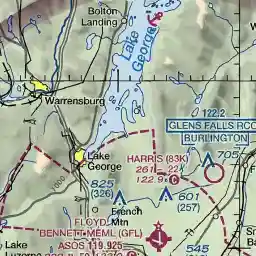 Bolton
Landing
Lake
George
Warrensburg
122.2
GLENS FALLS RCO
BURLINGTON
Lake
George
HARRIS (83K)
261 - 22
122.9 C
705
825
(326)
601
(257)
French
Mtn
FLOYD
BENNETT MEML (GFL)
ASOS 119.925
545
Lake
Luzerne